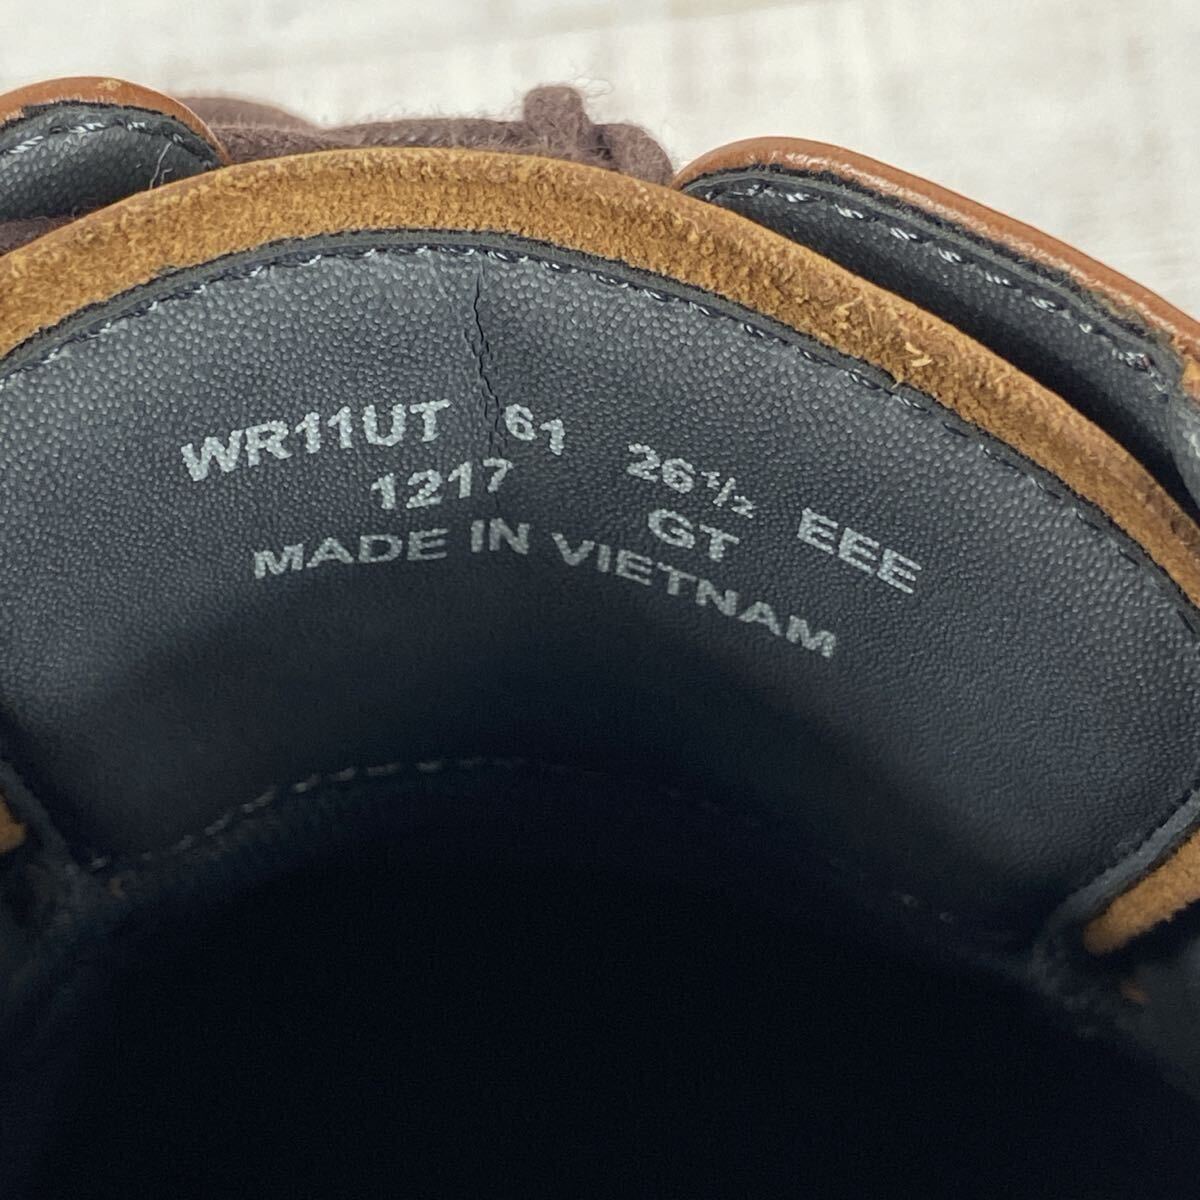 WR11UT 61 26½ EEE
1217 GT
MADE IN VIETNAM